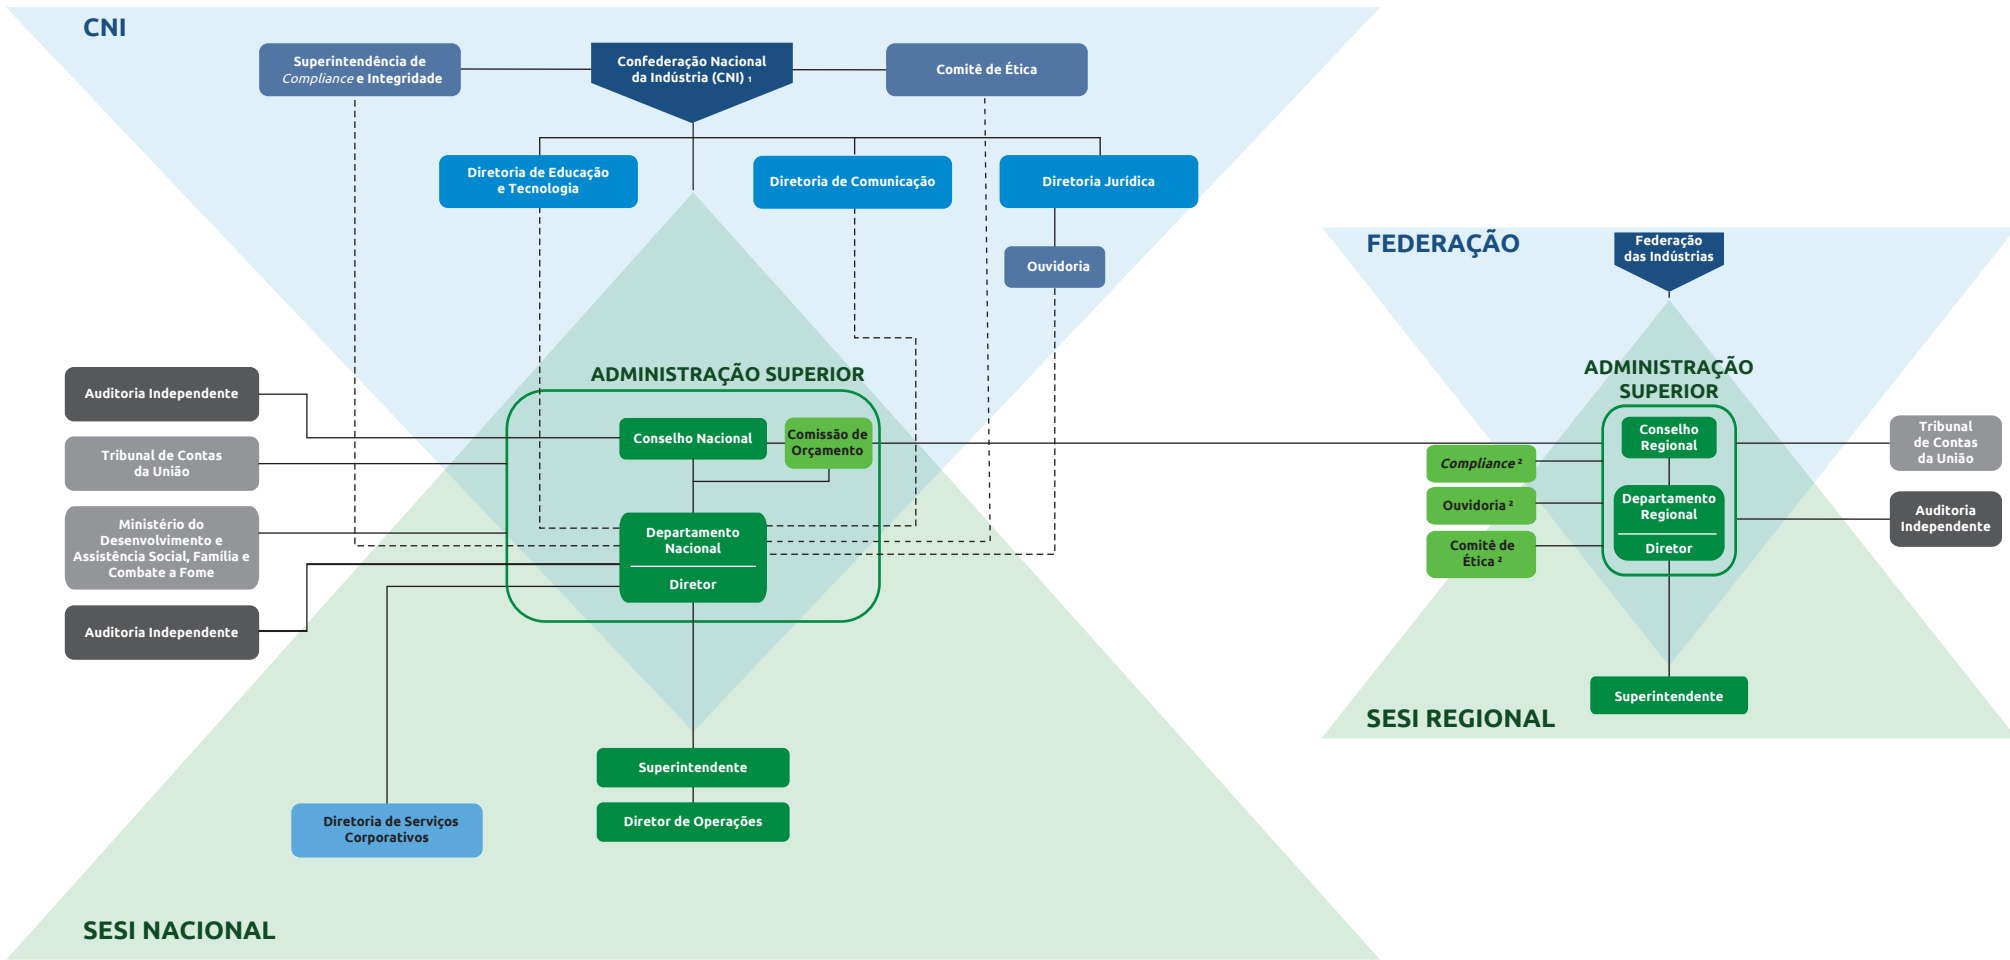 CNI
Superintendência de
Compliance e Integridade
Confederação Nacional
da Indústria (CNI) ₁
Comitê de Ética
Diretoria de Educação
e Tecnologia
Diretoria de Comunicação
Diretoria Jurídica
Ouvidoria
ADMINISTRAÇÃO SUPERIOR
Auditoria Independente
Tribunal de Contas
da União
Ministério do
Desenvolvimento e
Assistência Social, Família e
Combate a Fome
Auditoria Independente
Conselho Nacional
Comissão de
Orçamento
Departamento
Nacional
Diretor
Superintendente
Diretor de Operações
Diretoria de Serviços
Corporativos
SESI NACIONAL
FEDERAÇÃO
Federação
das Indústrias
ADMINISTRAÇÃO
SUPERIOR
Conselho
Regional
Compliance ²
Ouvidoria ²
Comitê de
Ética ²
Departamento
Regional
Diretor
Tribunal
de Contas
da União
Auditoria
Independente
Superintendente
SESI REGIONAL